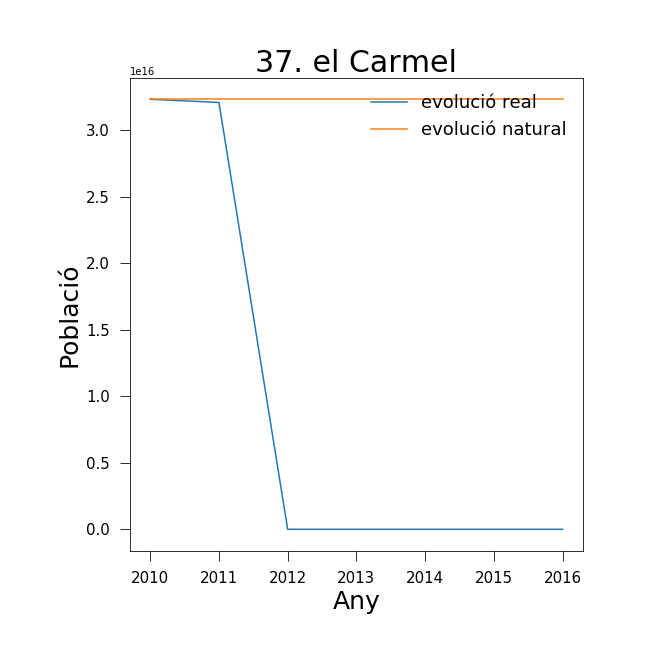 37. el Carmel
1e16
evolució real
evolució natural
3.0
2.5
2.0
1.5
1.0
0.5
0.0
Població
2010 2011 2012 2013 2014 2015 2016
Any